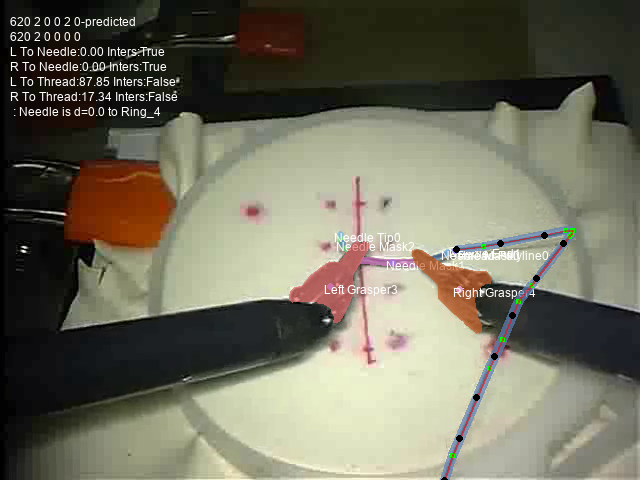 620 2 0 0 2 0-predicted
620 2 0 0 0 0
L To Needle:0.00 Inters:True
R To Needle:0.00 Inters:True
L To Thread:87.85 Inters:False
R To Thread:17.34 Inters:False
: Needle is d=0.0 to Ring_4
Needle Tip0
Needle Mask2
Needle Mask1
Left Grasper3
Right Grasper4